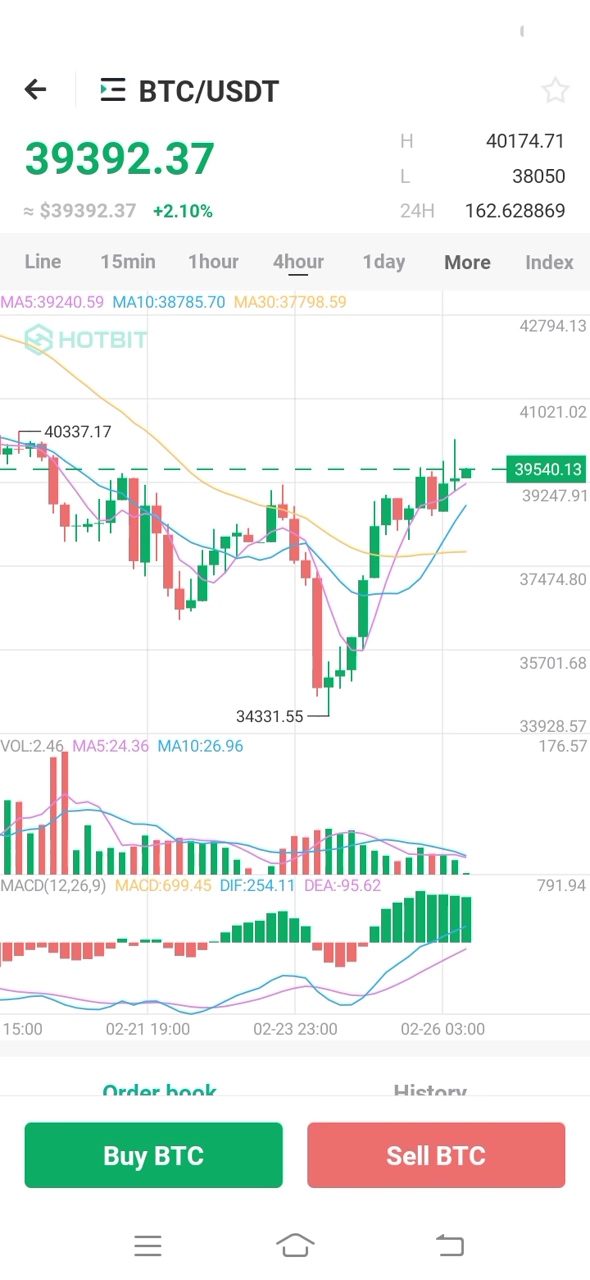 BTC/USDT
39392.37
H 40174.71
L 38050
≈ $39392.37 +2.10%
24H 162.628869
Line 15min 1hour 4hour 1day More Index
MA5:39240.59 MA10:38785.70 MA30:37798.59
42794.13
HOTBIT
41021.02
40337.17
39540.13
39247.91
37474.80
35701.68
34331.55
33928.57
VOL:2.46 MA5:24.36 MA10:26.96 176.57
MACD(12,26,9) MACD:699.45 DIF:254.11 DEA:-95.62 791.94
15:00 02-21 19:00 02-23 23:00 02-26 03:00
Order book History
Buy BTC Sell BTC